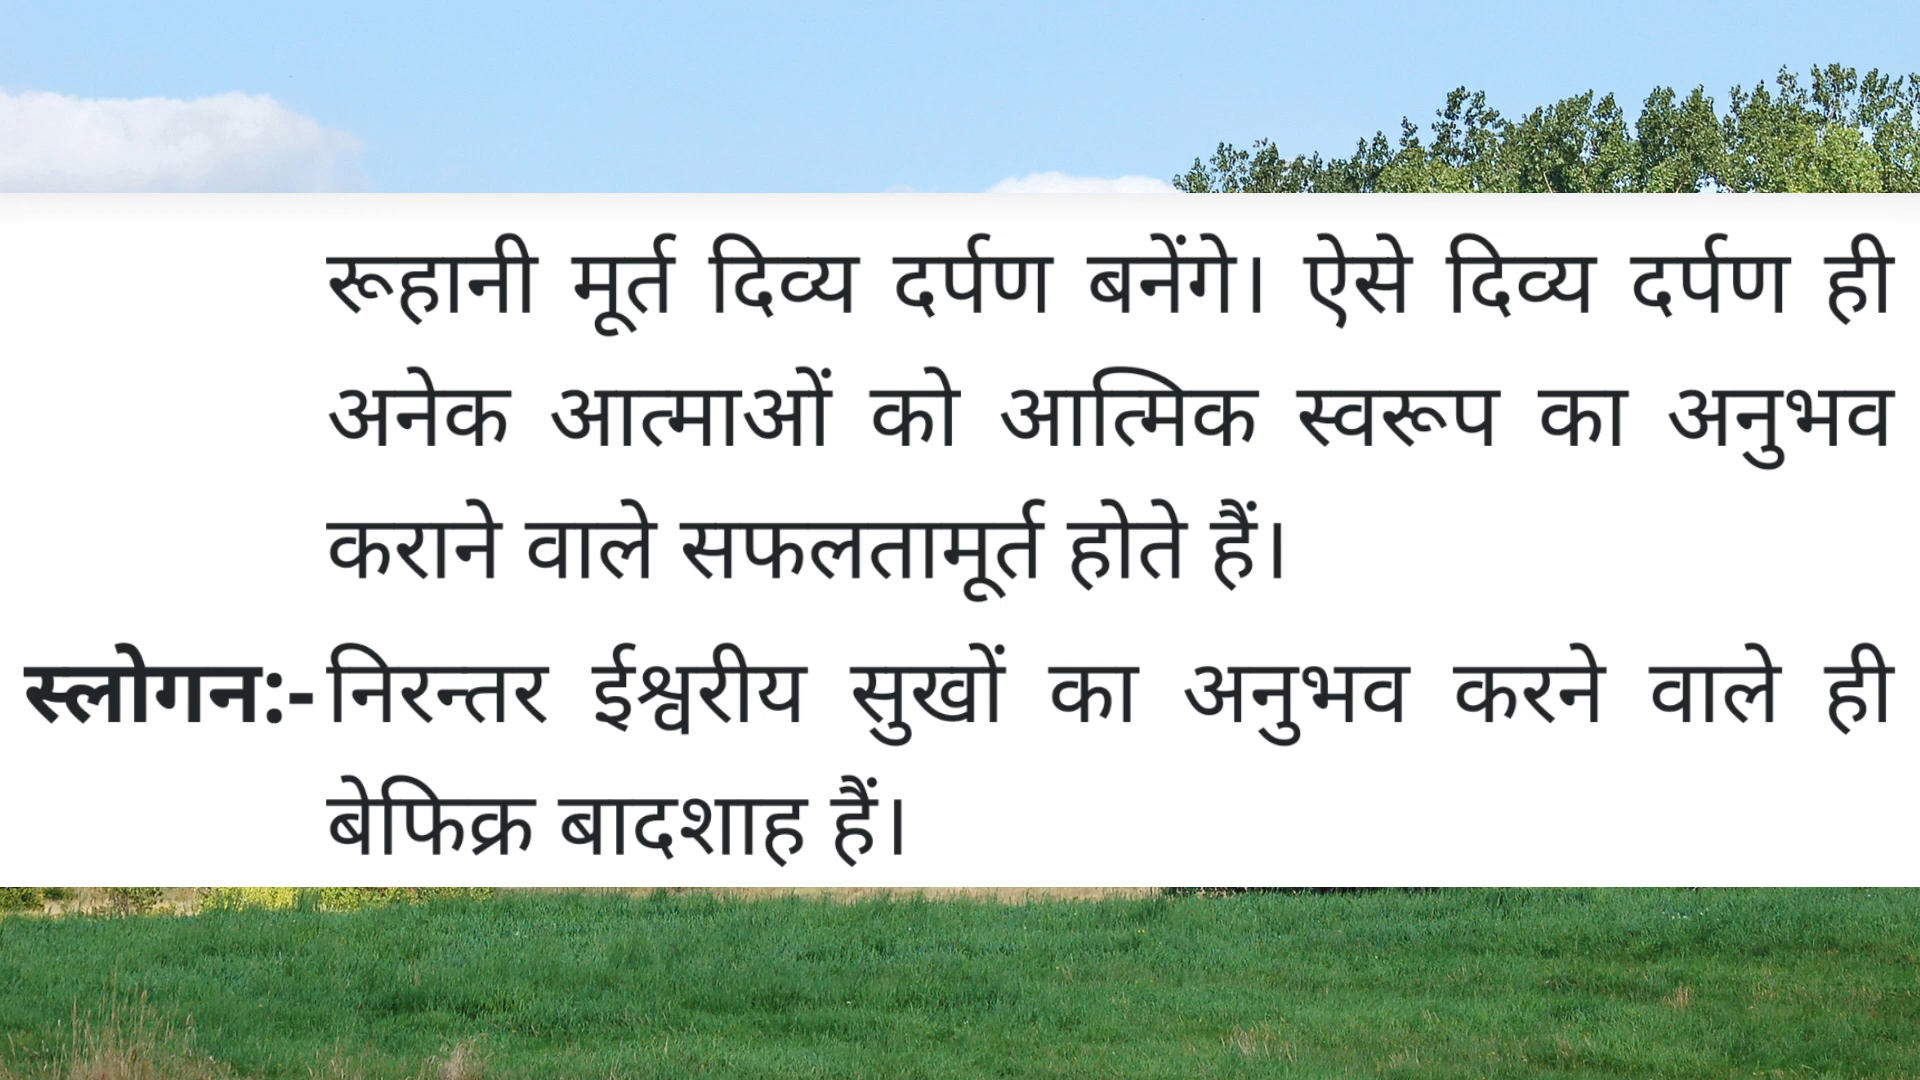 रूहानी मूर्त दिव्य दर्पण बनेंगे। ऐसे दिव्य दर्पण ही
अनेक आत्माओं को आत्मिक स्वरूप का अनुभव
कराने वाले सफलतामूर्त होते हैं।
स्लोगन:- निरन्तर ईश्वरीय सुखों का अनुभव करने वाले ही
बेफिक्र बादशाह हैं।